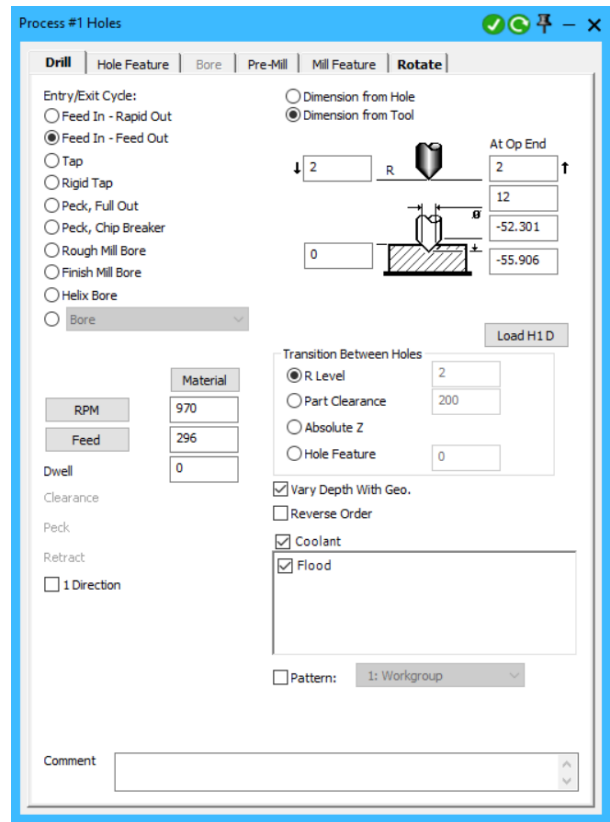 Process #1 Holes
Drill Hole Feature Bore Pre-Mill Mill Feature Rotate
Entry/Exit Cycle:
Feed In - Rapid Out
Feed In - Feed Out
Tap
Rigid Tap
Peck, Full Out
Peck, Chip Breaker
Rough Mill Bore
Finish Mill Bore
Helix Bore
Bore
Dimension from Hole
Dimension from Tool
At Op End
2 R 2
12
ø
-52.301
0
-55.906
Load H1 D
Material
RPM 970
Feed 296
Dwell 0
Clearance
Peck
Retract
1 Direction
Transition Between Holes
R Level 2
Part Clearance 200
Absolute Z
Hole Feature 0
Vary Depth With Geo.
Reverse Order
Coolant
Flood
Pattern: 1: Workgroup
Comment